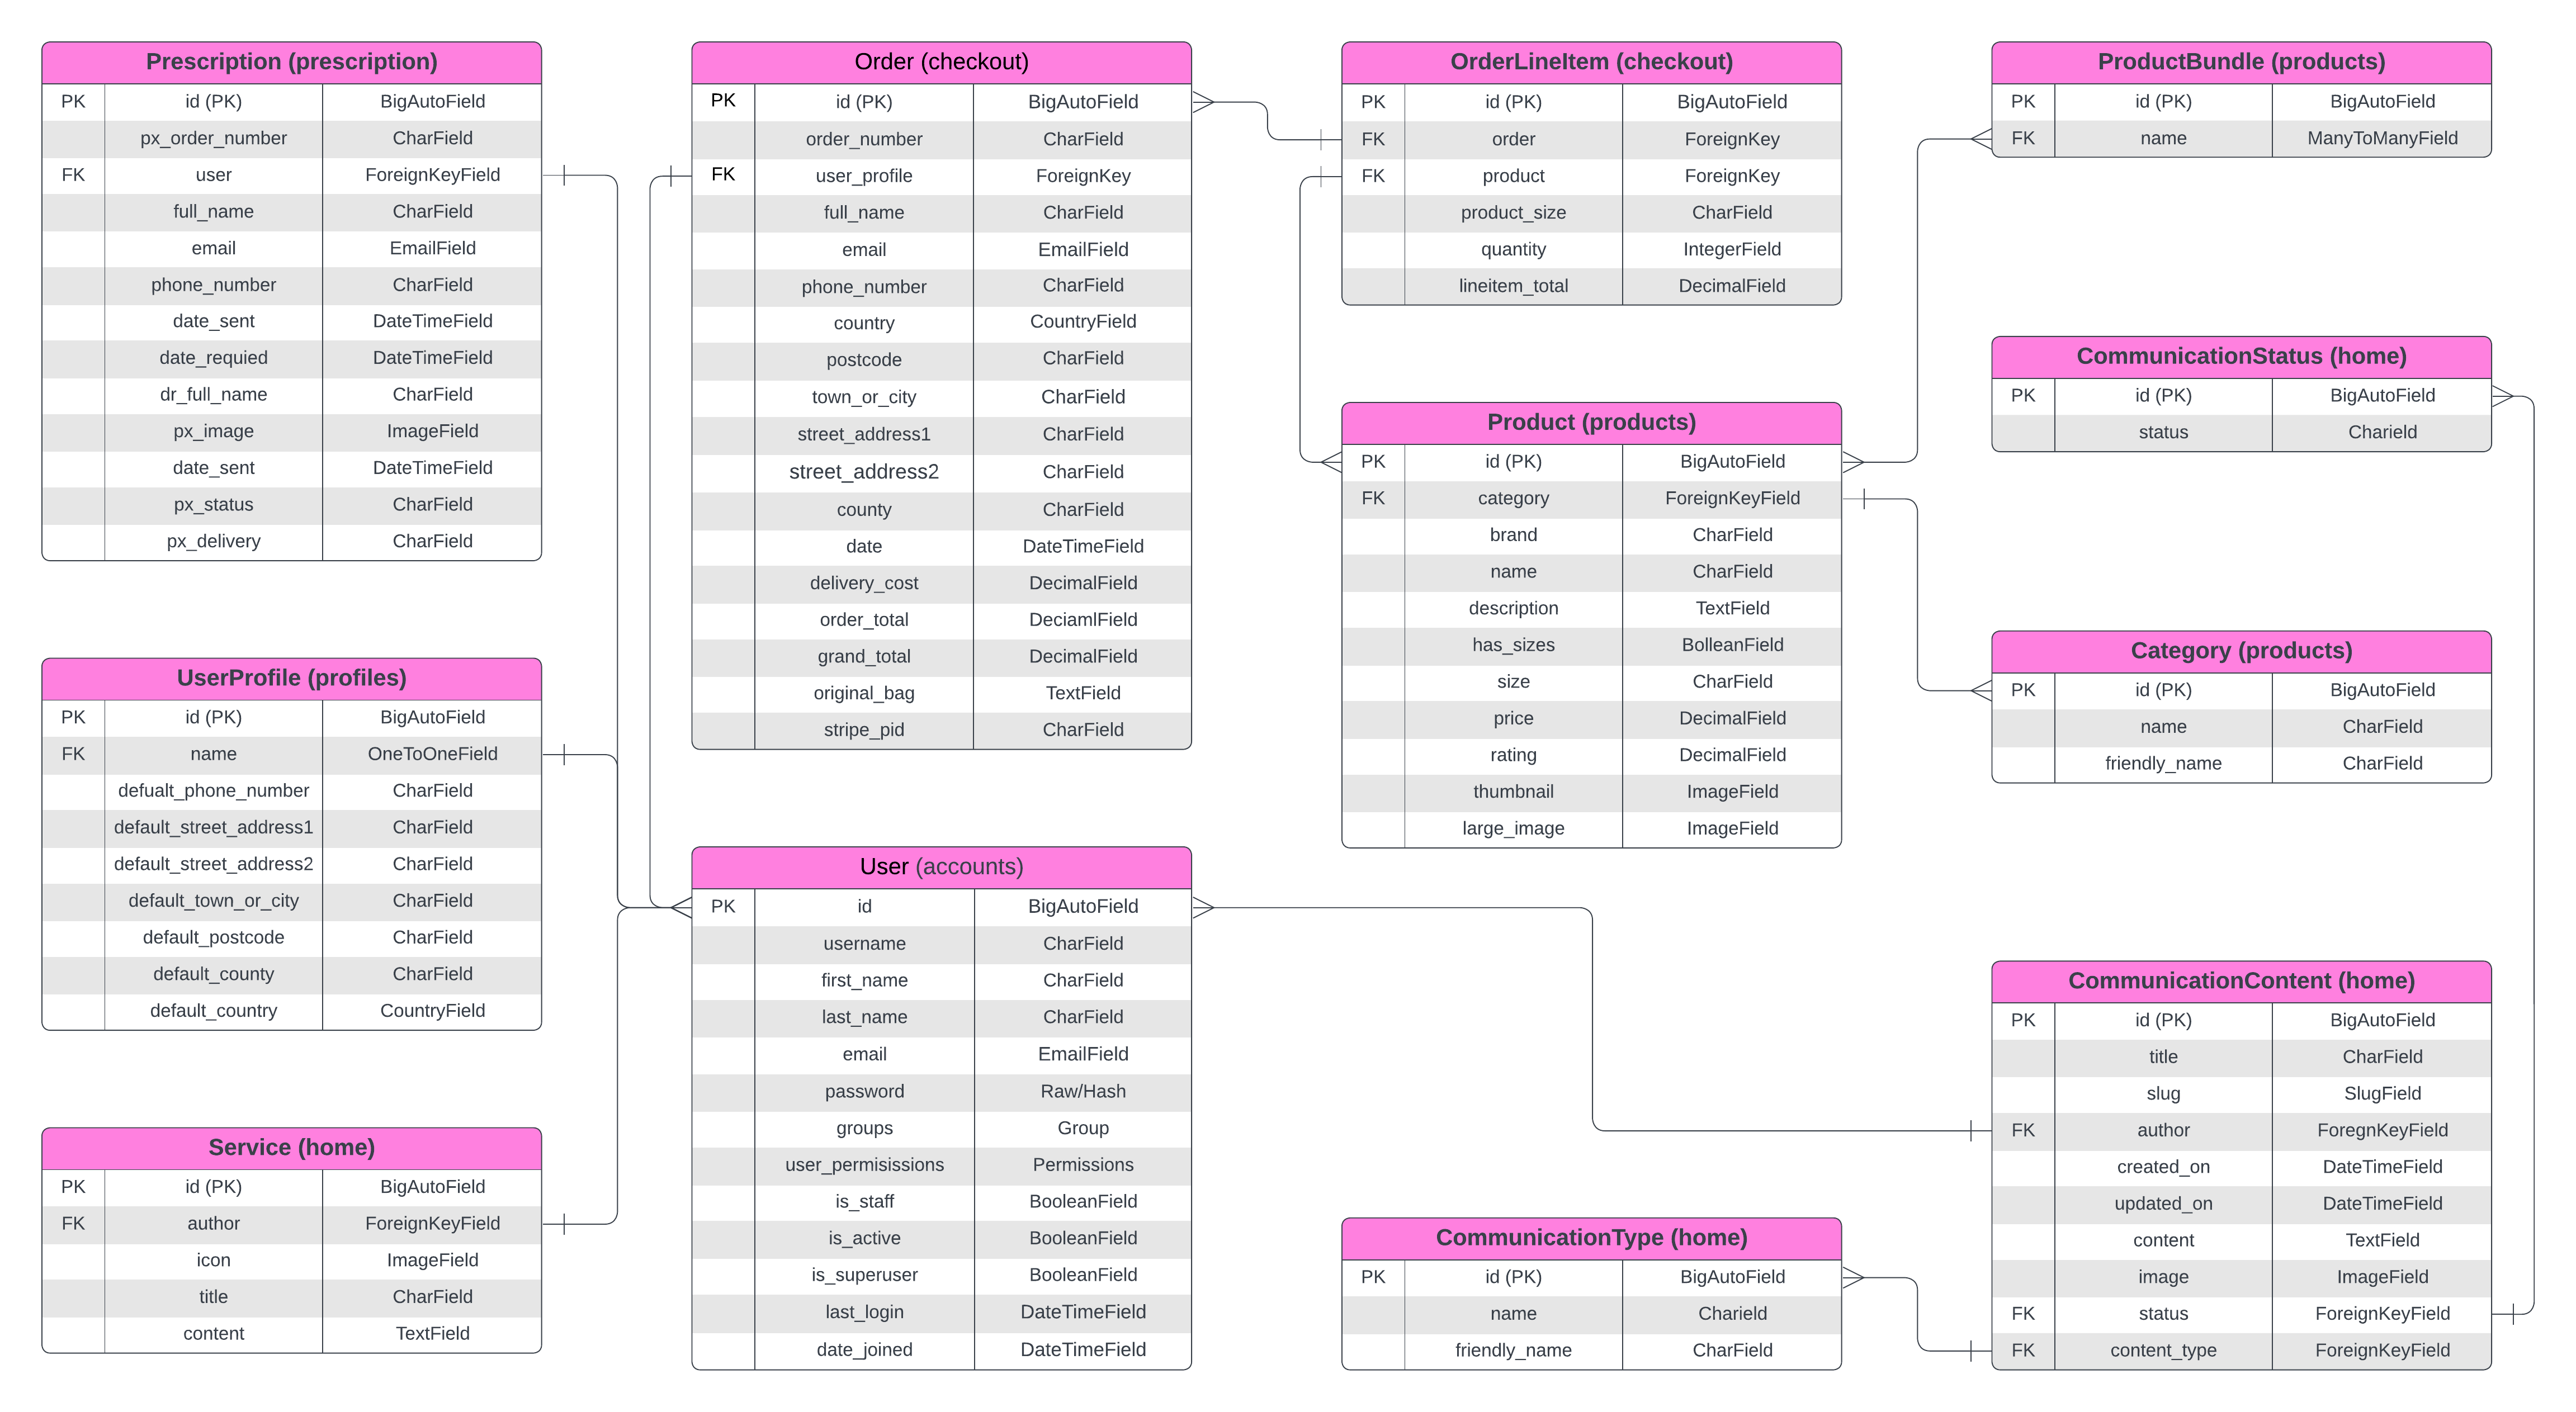 Prescription (prescription)
PK id (PK) BigAutoField
px_order_number CharField
FK user ForeignKeyField
full_name CharField
email EmailField
phone_number CharField
date_sent DateTimeField
date_requied DateTimeField
dr_full_name CharField
px_image ImageField
date_sent DateTimeField
px_status CharField
px_delivery CharField
UserProfile (profiles)
PK id (PK) BigAutoField
FK name OneToOneField
defualt_phone_number CharField
default_street_address1 CharField
default_street_address2 CharField
default_town_or_city CharField
default_postcode CharField
default_county CharField
default_country CountryField
Service (home)
PK id (PK) BigAutoField
FK author ForeignKeyField
icon ImageField
title CharField
content TextField
Order (checkout)
PK id (PK) BigAutoField
order_number CharField
FK user_profile ForeignKey
full_name CharField
email EmailField
phone_number CharField
country CountryField
postcode CharField
town_or_city CharField
street_address1 CharField
street_address2 CharField
county CharField
date DateTimeField
delivery_cost DecimalField
order_total DeciamlField
grand_total DecimalField
original_bag TextField
stripe_pid CharField
User (accounts)
PK id BigAutoField
username CharField
first_name CharField
last_name CharField
email EmailField
password Raw/Hash
groups Group
user_permisissions Permissions
is_staff BooleanField
is_active BooleanField
is_superuser BooleanField
last_login DateTimeField
date_joined DateTimeField
OrderLineItem (checkout)
PK id (PK) BigAutoField
FK order ForeignKey
FK product ForeignKey
product_size CharField
quantity IntegerField
lineitem_total DecimalField
Product (products)
PK id (PK) BigAutoField
FK category ForeignKeyField
brand CharField
name CharField
description TextField
has_sizes BolleanField
size CharField
price DecimalField
rating DecimalField
thumbnail ImageField
large_image ImageField
CommunicationType (home)
PK id (PK) BigAutoField
name Charield
friendly_name CharField
ProductBundle (products)
PK id (PK) BigAutoField
FK name ManyToManyField
CommunicationStatus (home)
PK id (PK) BigAutoField
status Charield
Category (products)
PK id (PK) BigAutoField
name CharField
friendly_name CharField
CommunicationContent (home)
PK id (PK) BigAutoField
title CharField
slug SlugField
FK author ForegnKeyField
created_on DateTimeField
updated_on DateTimeField
content TextField
image ImageField
FK status ForeignKeyField
FK content_type ForeignKeyField